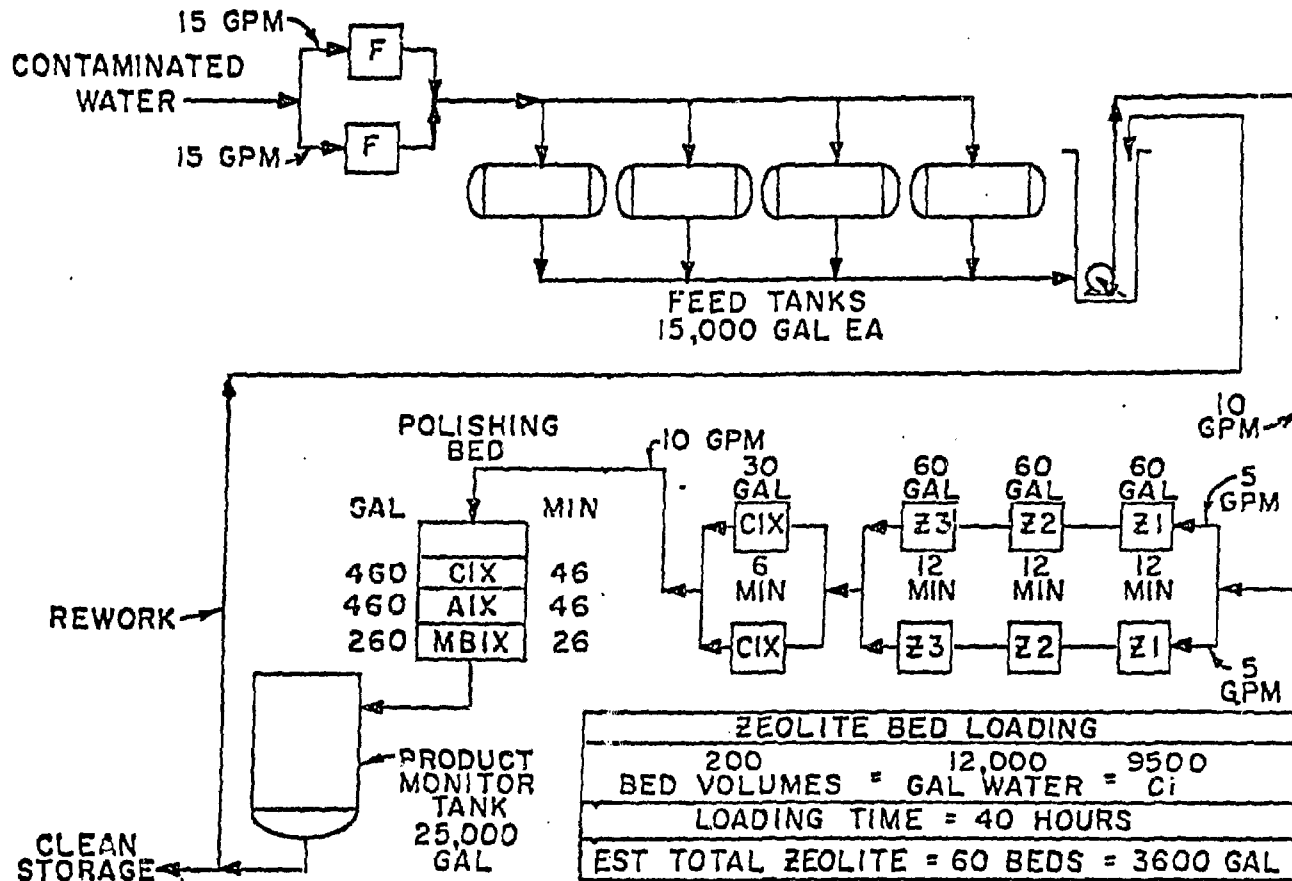 15 GPM
F
CONTAMINATED
WATER
15 GPM
F
FEED TANKS
15,000 GAL EA
10
GPM
POLISHING
BED
10 GPM
GAL
MIN
460 CIX 46
460 AIX 46
260 MBIX 26
30
GAL
CIX
6
MIN
CIX
60
GAL
60
GAL
60
GAL
Z3
Z2
Z1
12
MIN
12
MIN
12
MIN
Z3
Z2
Z1
5
GPM
5
GPM
REWORK
PRODUCT
MONITOR
TANK
25,000
GAL
CLEAN
STORAGE
ZEOLITE BED LOADING
200 12,000 9500
BED VOLUMES = GAL WATER = Ci
LOADING TIME = 40 HOURS
EST TOTAL ZEOLITE = 60 BEDS = 3600 GAL